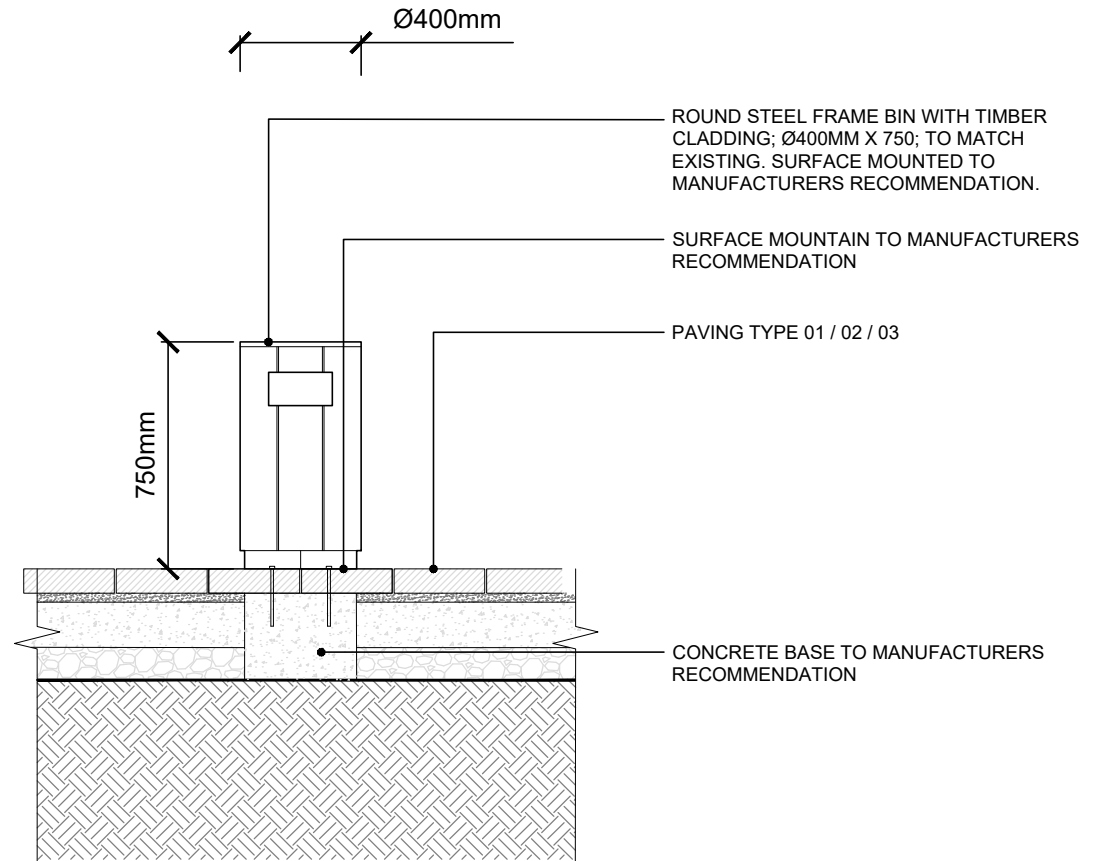 Ø400mm
ROUND STEEL FRAME BIN WITH TIMBER
CLADDING; Ø400MM X 750; TO MATCH
EXISTING. SURFACE MOUNTED TO
MANUFACTURERS RECOMMENDATION.
SURFACE MOUNTAIN TO MANUFACTURERS
RECOMMENDATION
PAVING TYPE 01 / 02 / 03
750mm
CONCRETE BASE TO MANUFACTURERS
RECOMMENDATION